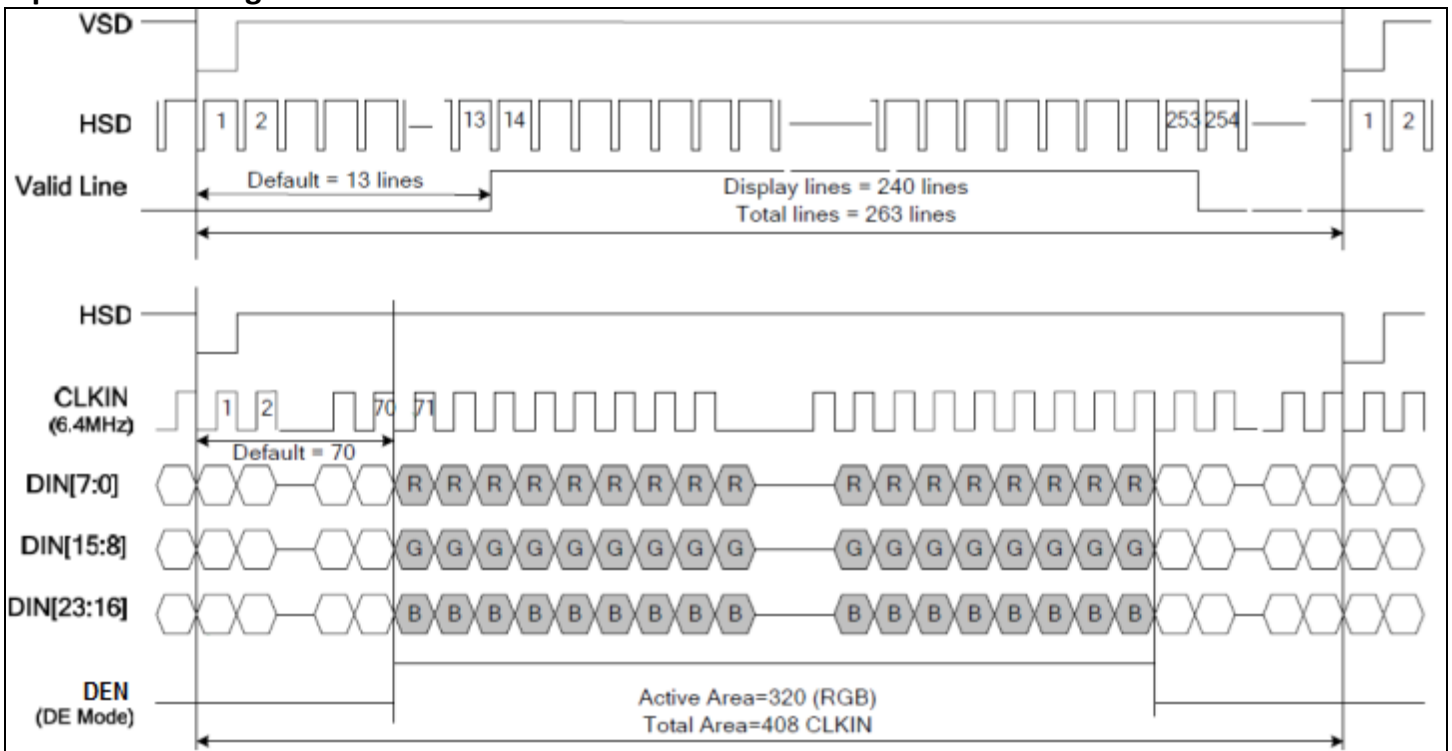 VSD
HSD 1 2 13 14 253 254 1 2
Valid Line Default = 13 lines Display lines = 240 lines
Total lines = 263 lines
HSD
CLKIN 1 2 70 71
(6.4MHz)
Default = 70
DIN[7:0] R R R R R R R R R R R R R R R R R
DIN[15:8] G G G G G G G G G G G G G G G G G
DIN[23:16] B B B B B B B B B B B B B B B B B
DEN
(DE Mode)
Active Area=320 (RGB)
Total Area=408 CLKIN